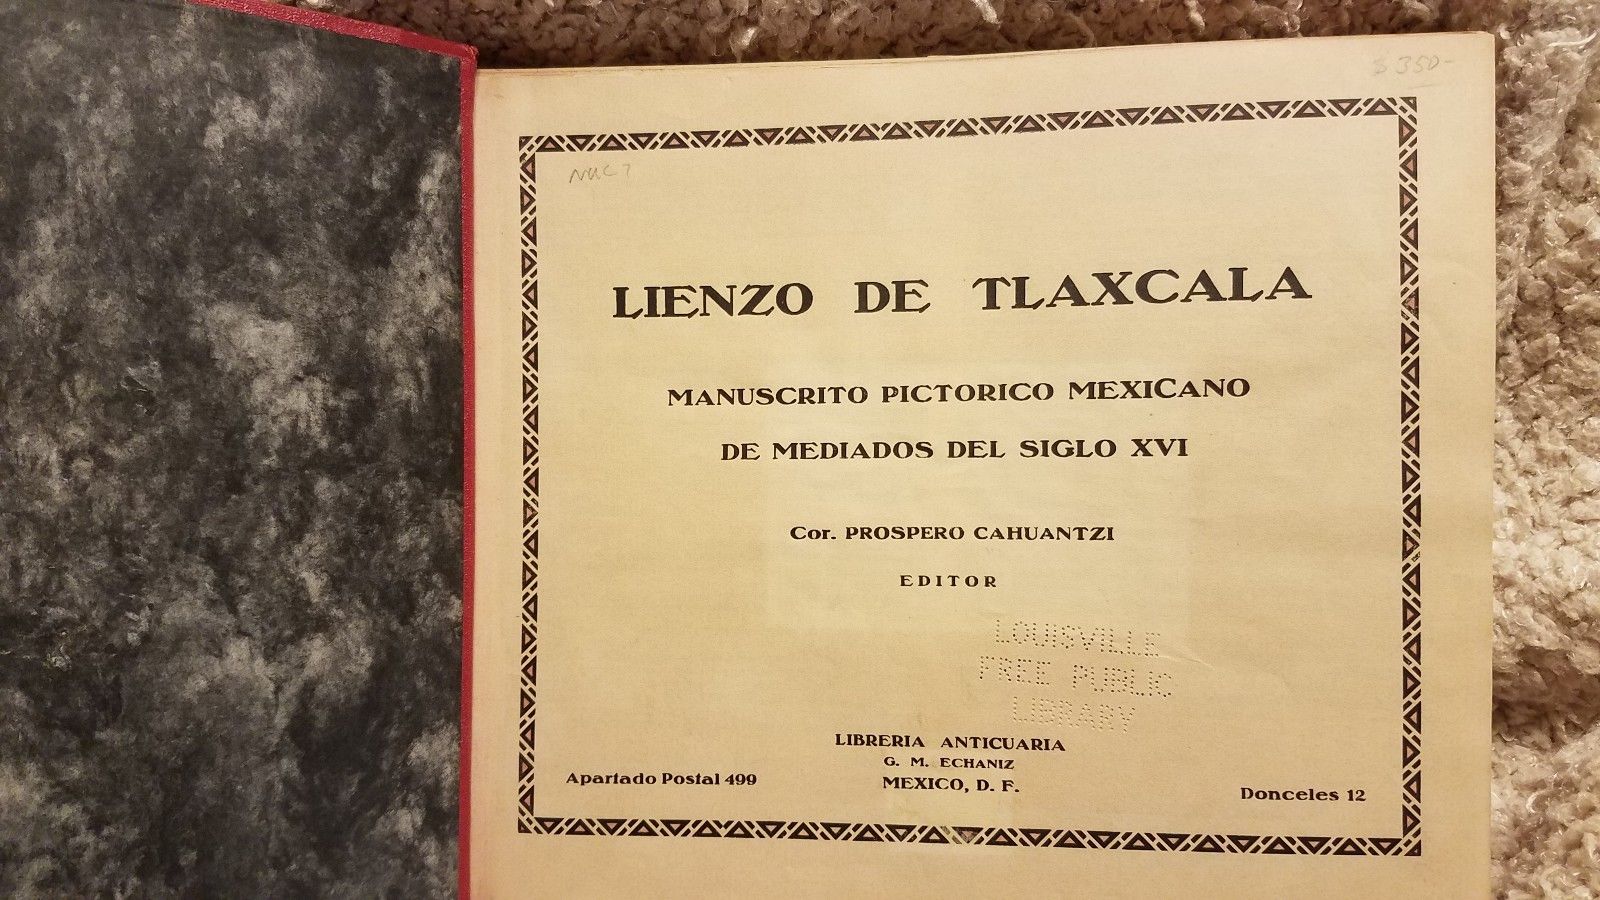 $ 350-
LIENZO DE TLAXCALA
MANUSCRITO PICTORICO MEXICANO
DE MEDIADOS DEL SIGLO XVI
Cor. PROSPERO CAHUANTZI
EDITOR
LOUISVILLE
FREE PUBLIC
LIBRARY
LIBRERIA ANTICUARIA
G. M. ECHANIZ
MEXICO, D. F.
Apartado Postal 499
Donceles 12